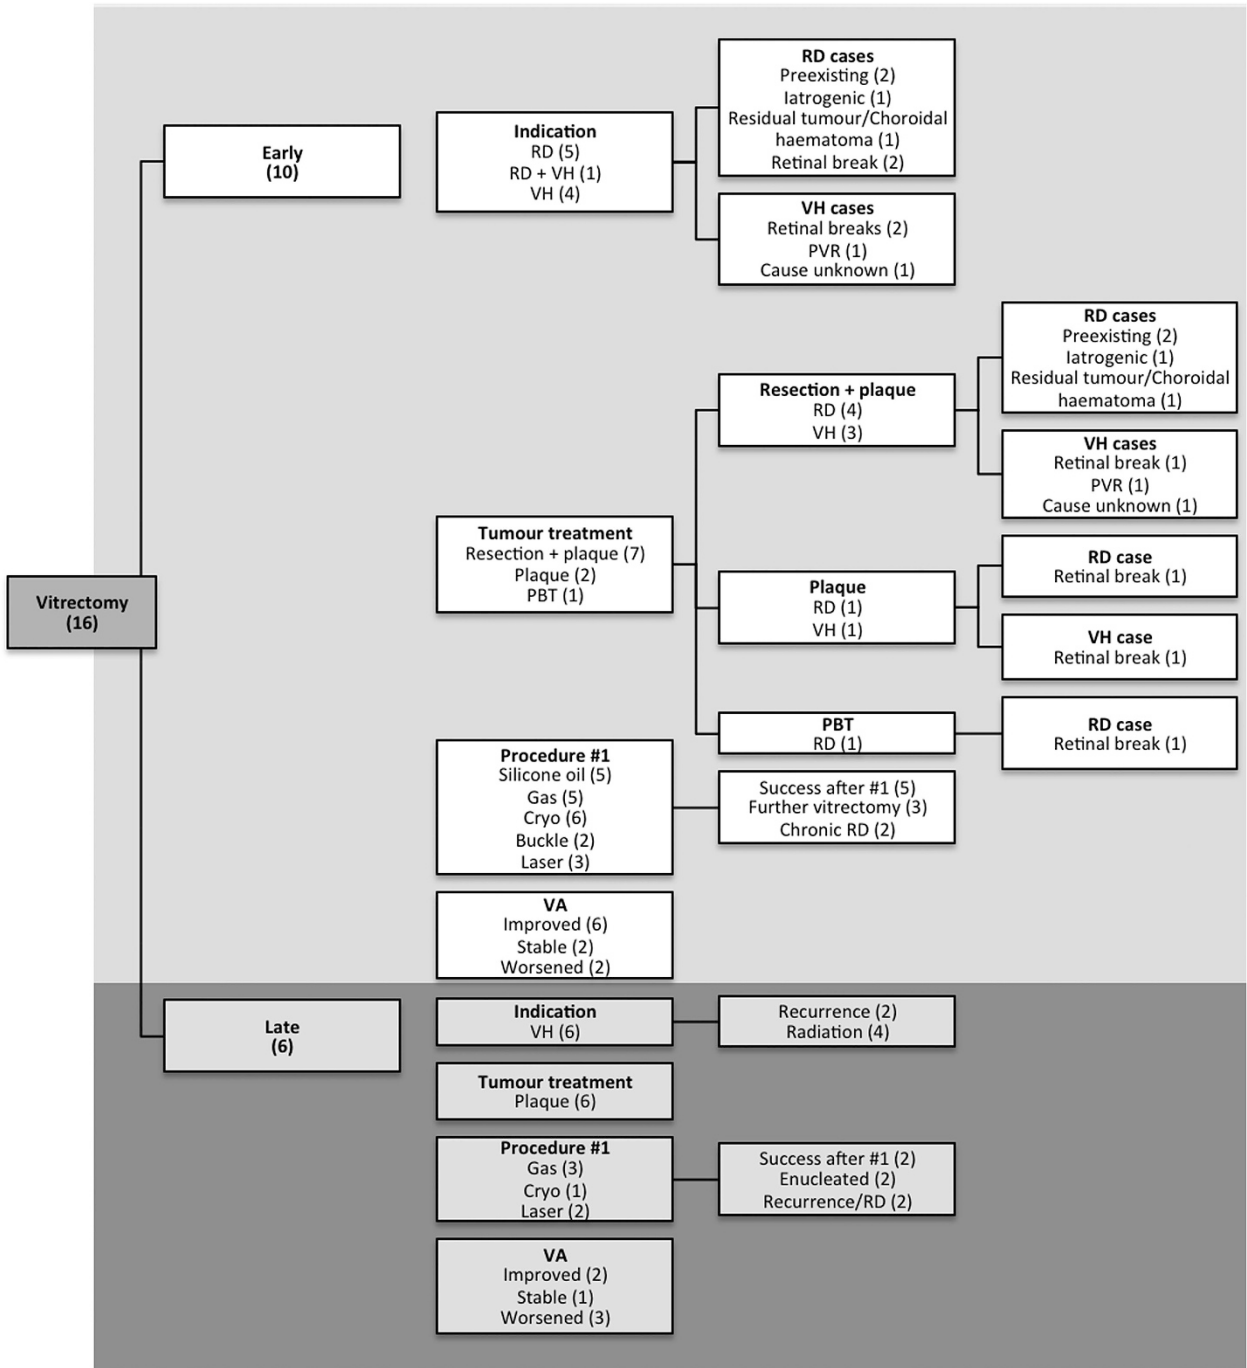 Vitrectomy
(16)
Early
(10)
Indication
RD (5)
RD + VH (1)
VH (4)
RD cases
Preexisting (2)
Iatrogenic (1)
Residual tumour/Choroidal
haematoma (1)
Retinal break (2)
VH cases
Retinal breaks (2)
PVR (1)
Cause unknown (1)
Tumour treatment
Resection + plaque (7)
Plaque (2)
PBT (1)
Resection + plaque
RD (4)
VH (3)
RD cases
Preexisting (2)
Iatrogenic (1)
Residual tumour/Choroidal
haematoma (1)
VH cases
Retinal break (1)
PVR (1)
Cause unknown (1)
Plaque
RD (1)
VH (1)
RD case
Retinal break (1)
VH case
Retinal break (1)
PBT
RD (1)
RD case
Retinal break (1)
Procedure #1
Silicone oil (5)
Gas (5)
Cryo (6)
Buckle (2)
Laser (3)
Success after #1 (5)
Further vitrectomy (3)
Chronic RD (2)
VA
Improved (6)
Stable (2)
Worsened (2)
Late
(6)
Indication
VH (6)
Recurrence (2)
Radiation (4)
Tumour treatment
Plaque (6)
Procedure #1
Gas (3)
Cryo (1)
Laser (2)
Success after #1 (2)
Enucleated (2)
Recurrence/RD (2)
VA
Improved (2)
Stable (1)
Worsened (3)